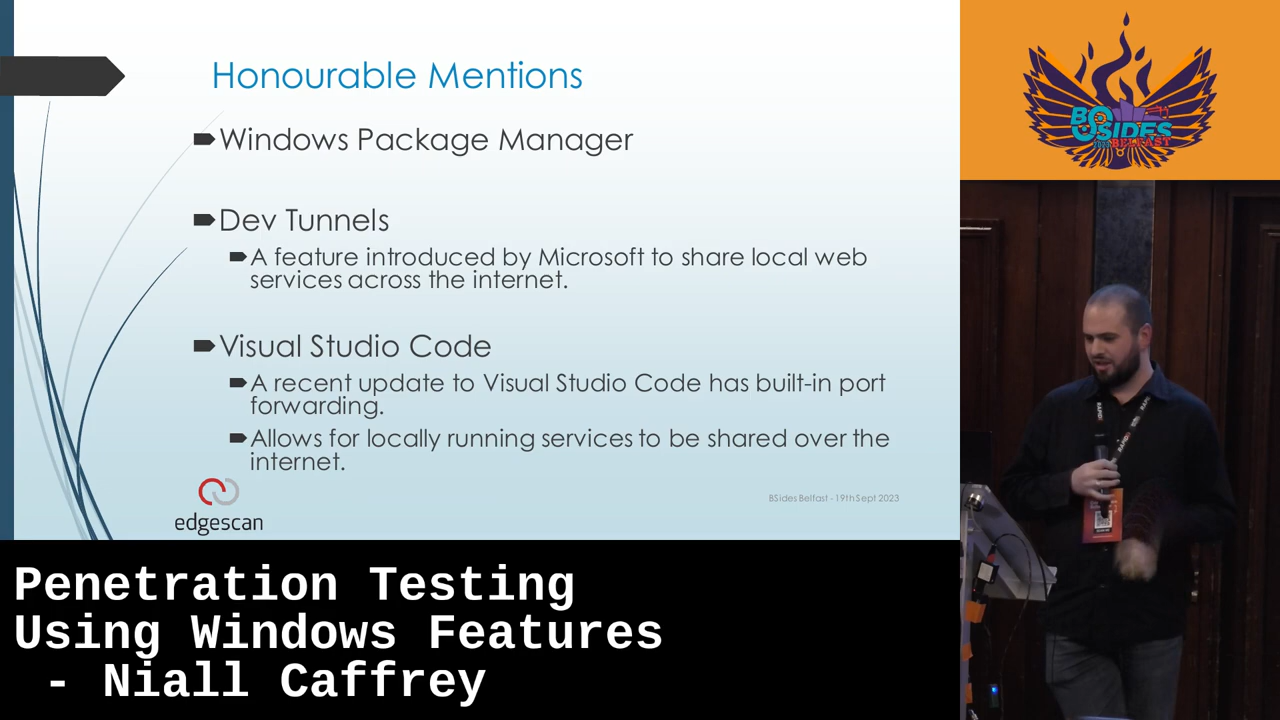 Honourable Mentions
Windows Package Manager
Dev Tunnels
A feature introduced by Microsoft to share local web
services across the internet.
Visual Studio Code
A recent update to Visual Studio Code has built-in port
forwarding.
Allows for locally running services to be shared over the
internet.
edgescan
BSides Belfast - 19th Sept 2023
BSIDES
2023 BELFAST
Penetration Testing
Using Windows Features
- Niall Caffrey